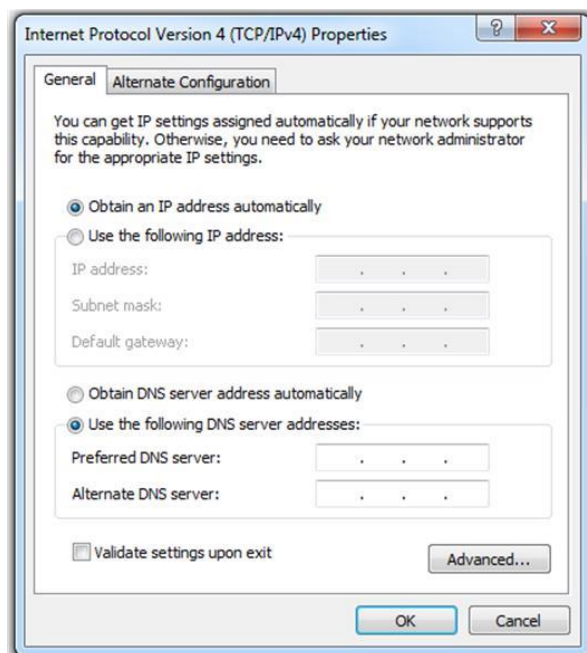 Internet Protocol Version 4 (TCP/IPv4) Properties
?
General
Alternate Configuration
You can get IP settings assigned automatically if your network supports
this capability. Otherwise, you need to ask your network administrator
for the appropriate IP settings.
Obtain an IP address automatically
Use the following IP address:
IP address:
. . .
Subnet mask:
. . .
Default gateway:
. . .
Obtain DNS server address automatically
Use the following DNS server addresses:
Preferred DNS server:
. . .
Alternate DNS server:
. . .
Validate settings upon exit
Advanced...
OK
Cancel